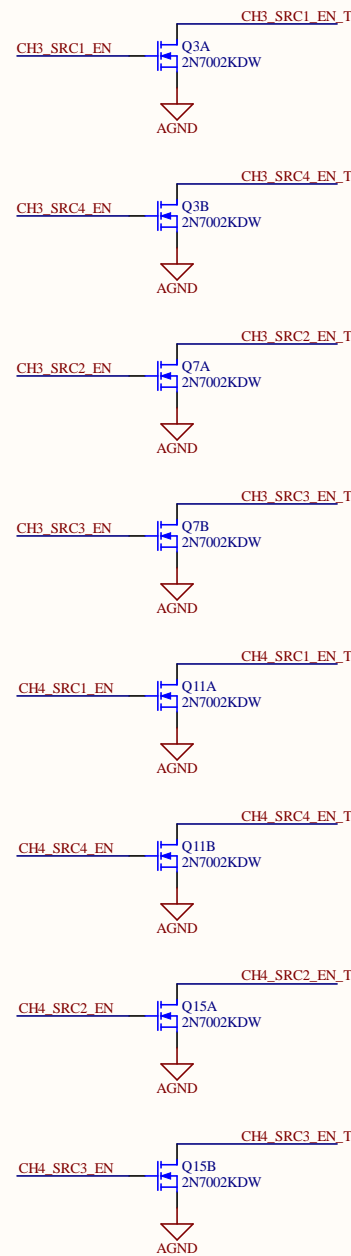 CH3_SRC1_EN_T
CH3_SRC1_EN
Q3A
2N7002KDW
AGND
CH3_SRC4_EN_T
CH3_SRC4_EN
Q3B
2N7002KDW
AGND
CH3_SRC2_EN_T
CH3_SRC2_EN
Q7A
2N7002KDW
AGND
CH3_SRC3_EN_T
CH3_SRC3_EN
Q7B
2N7002KDW
AGND
CH4_SRC1_EN_T
CH4_SRC1_EN
Q11A
2N7002KDW
AGND
CH4_SRC4_EN_T
CH4_SRC4_EN
Q11B
2N7002KDW
AGND
CH4_SRC2_EN_T
CH4_SRC2_EN
Q15A
2N7002KDW
AGND
CH4_SRC3_EN_T
CH4_SRC3_EN
Q15B
2N7002KDW
AGND